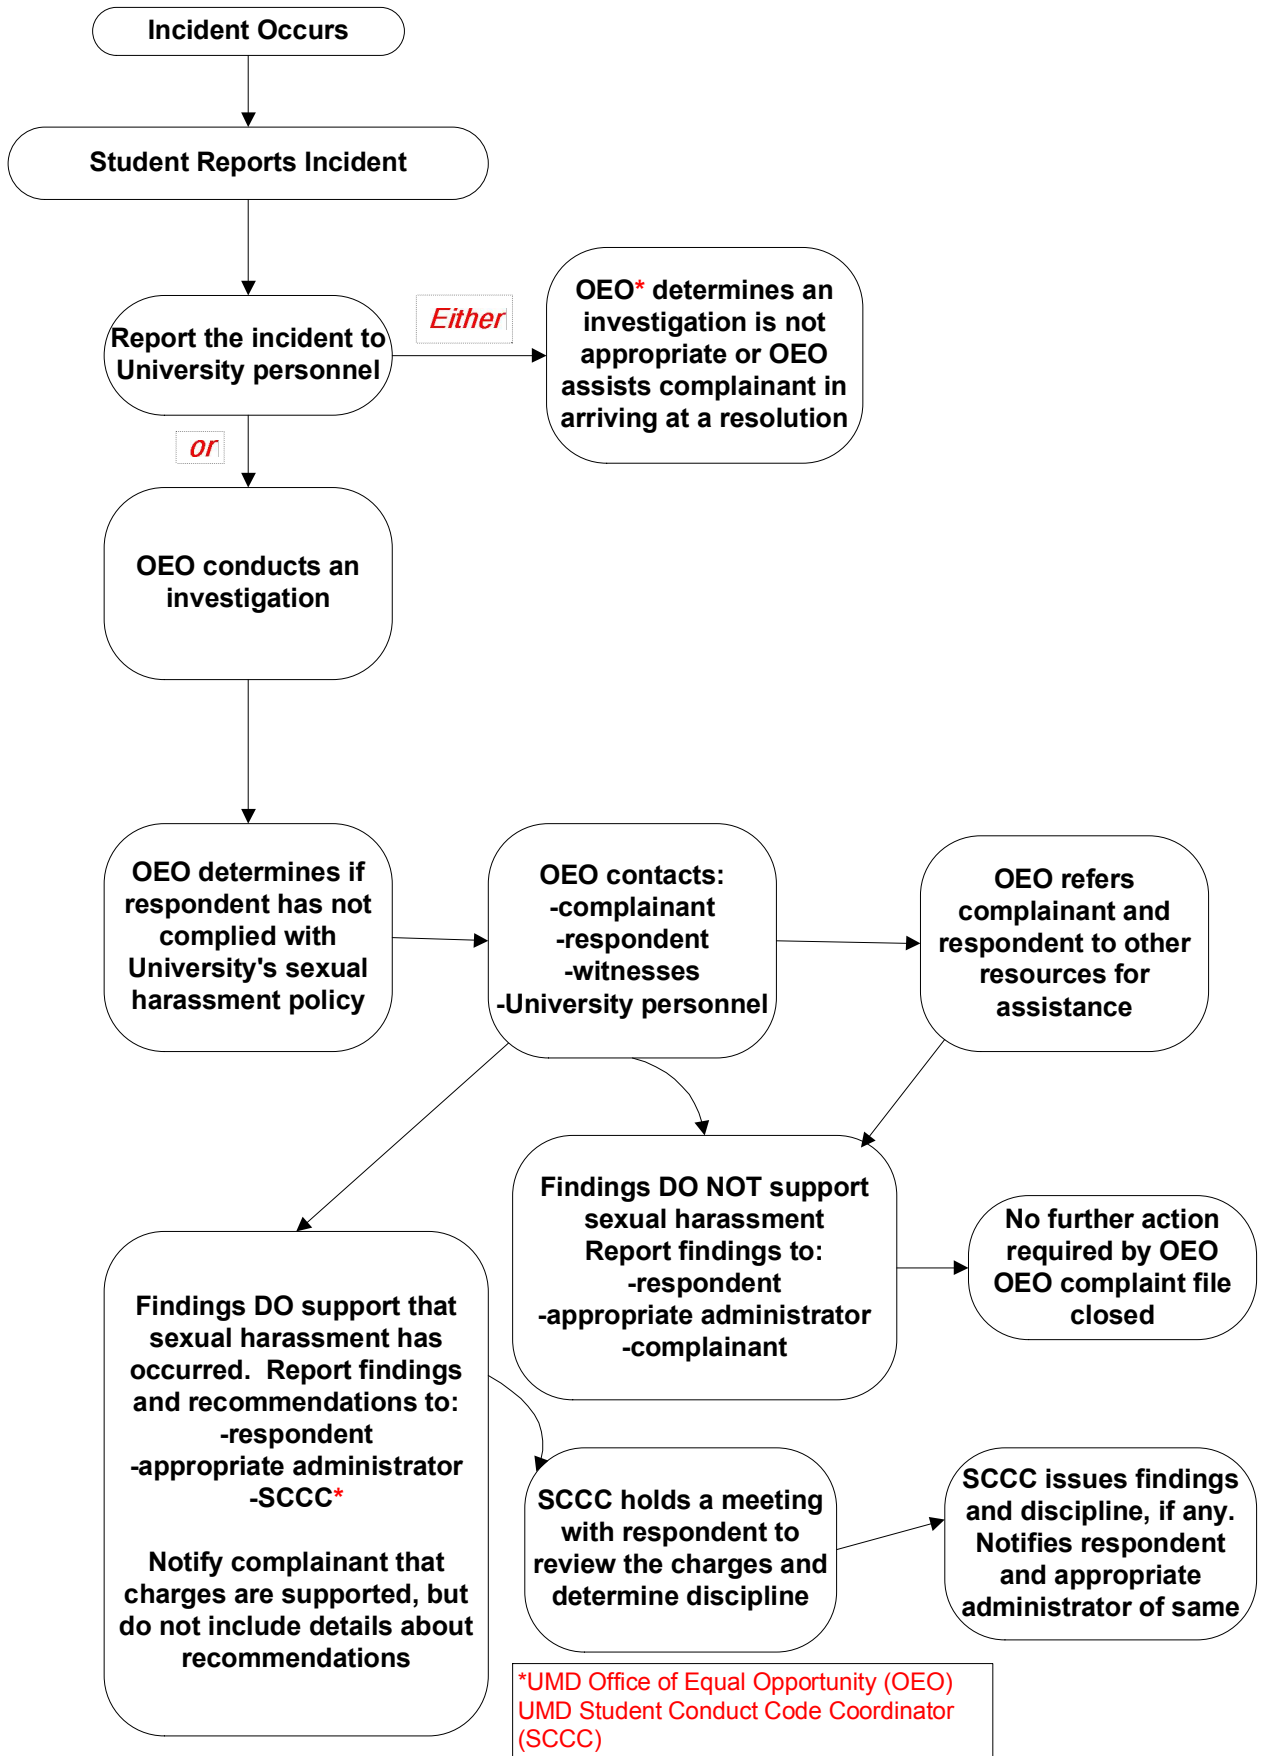 Incident Occurs
Student Reports Incident
Report the incident to
University personnel
Either
OEO* determines an
investigation is not
appropriate or OEO
assists complainant in
arriving at a resolution
or
OEO conducts an
investigation
OEO determines if
respondent has not
complied with
University's sexual
harassment policy
OEO contacts:
-complainant
-respondent
-witnesses
-University personnel
OEO refers
complainant and
respondent to other
resources for
assistance
Findings DO NOT support
sexual harassment
Report findings to:
-respondent
-appropriate administrator
-complainant
No further action
required by OEO
OEO complaint file
closed
Findings DO support that
sexual harassment has
occurred.  Report findings
and recommendations to:
-respondent
-appropriate administrator
-SCCC*
Notify complainant that
charges are supported, but
do not include details about
recommendations
SCCC holds a meeting
with respondent to
review the charges and
determine discipline
SCCC issues findings
and discipline, if any.
Notifies respondent
and appropriate
administrator of same
*UMD Office of Equal Opportunity (OEO)
UMD Student Conduct Code Coordinator
(SCCC)